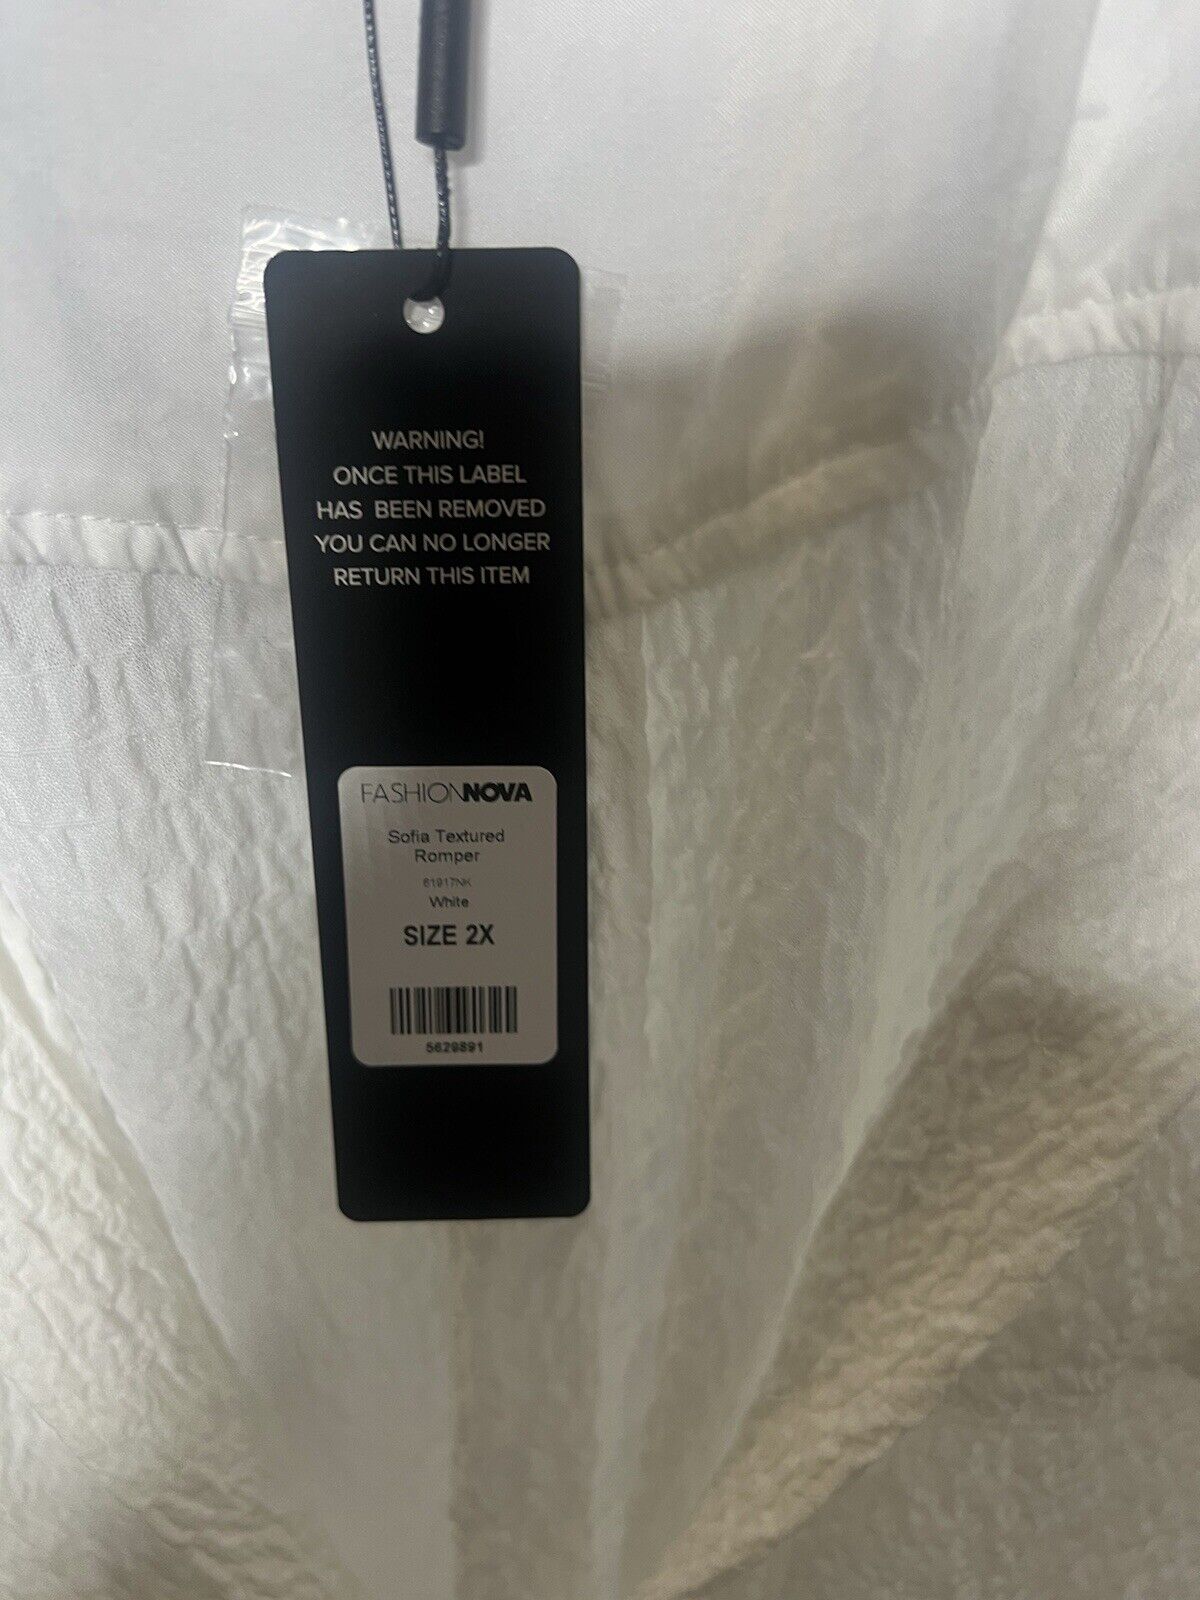 WARNING!
ONCE THIS LABEL
HAS BEEN REMOVED
YOU CAN NO LONGER
RETURN THIS ITEM
FASHIONNOVA
Sofia Textured
Romper
61917NK
White
SIZE 2X
5629891